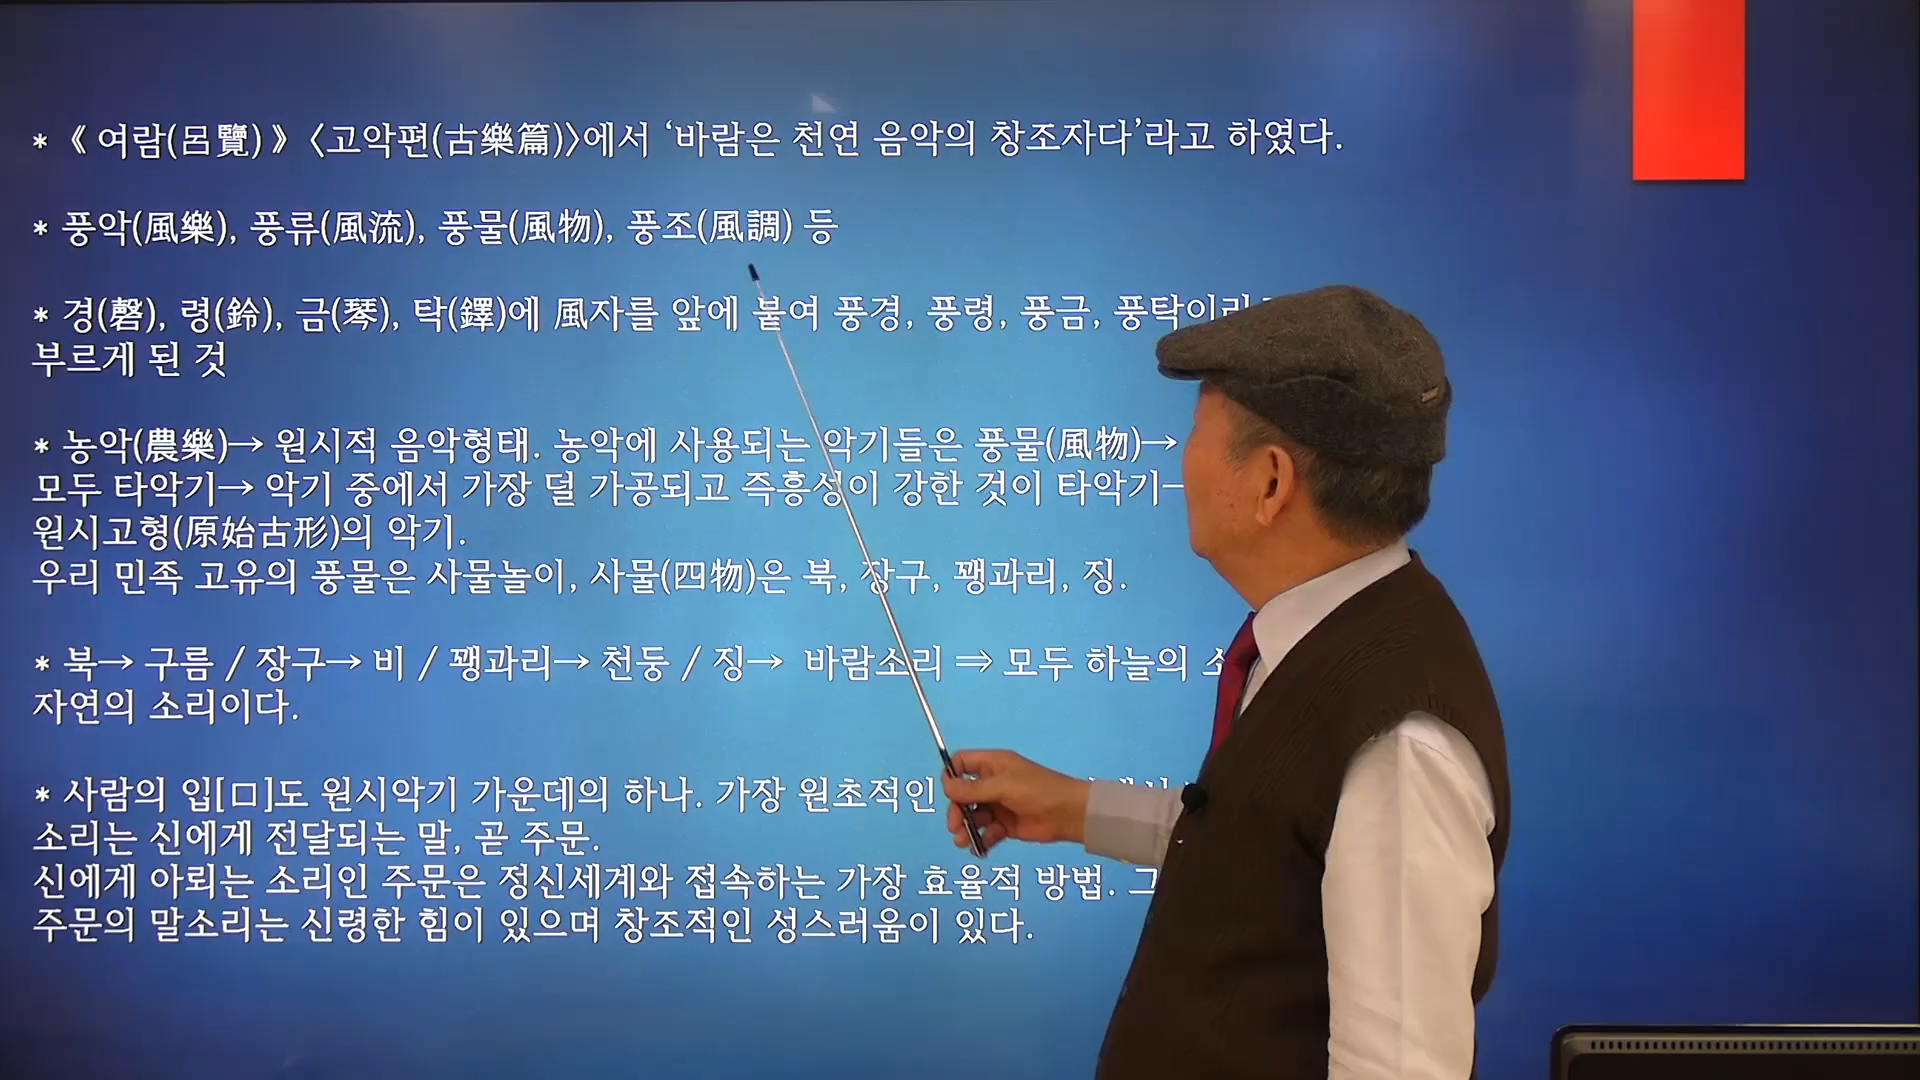 * 《 여람(呂覽) 》 〈고악편(古樂篇)〉에서 ‘바람은 천연 음악의 창조자다’라고 하였다.
* 풍악(風樂), 풍류(風流), 풍물(風物), 풍조(風調) 등
* 경(磬), 령(鈴), 금(琴), 탁(鐸)에 風자를 앞에 붙여 풍경, 풍령, 풍금, 풍탁이라
부르게 된 것
* 농악(農樂)→ 원시적 음악형태. 농악에 사용되는 악기들은 풍물(風物)→
모두 타악기→ 악기 중에서 가장 덜 가공되고 즉흥성이 강한 것이 타악기→
원시고형(原始古形)의 악기.
우리 민족 고유의 풍물은 사물놀이, 사물(四物)은 북, 장구, 꽹과리, 징.
* 북→ 구름 / 장구→ 비 / 꽹과리→ 천둥 / 징→ 바람소리 ⇒ 모두 하늘의
자연의 소리이다.
* 사람의 입[口]도 원시악기 가운데의 하나. 가장 원초적인
소리는 신에게 전달되는 말, 곧 주문.
신에게 아뢰는 소리인 주문은 정신세계와 접속하는 가장 효율적 방법.
주문의 말소리는 신령한 힘이 있으며 창조적인 성스러움이 있다.